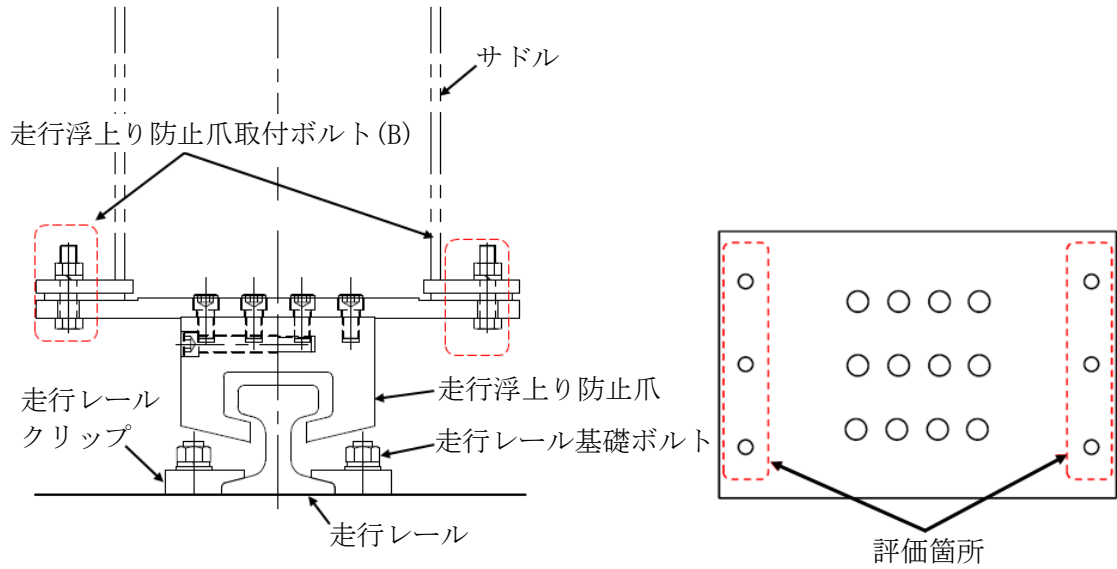 サドル
走行浮上り防止爪取付ボルト(B)
走行浮上り防止爪
走行レール
クリップ
走行レール基礎ボルト
走行レール
評価箇所